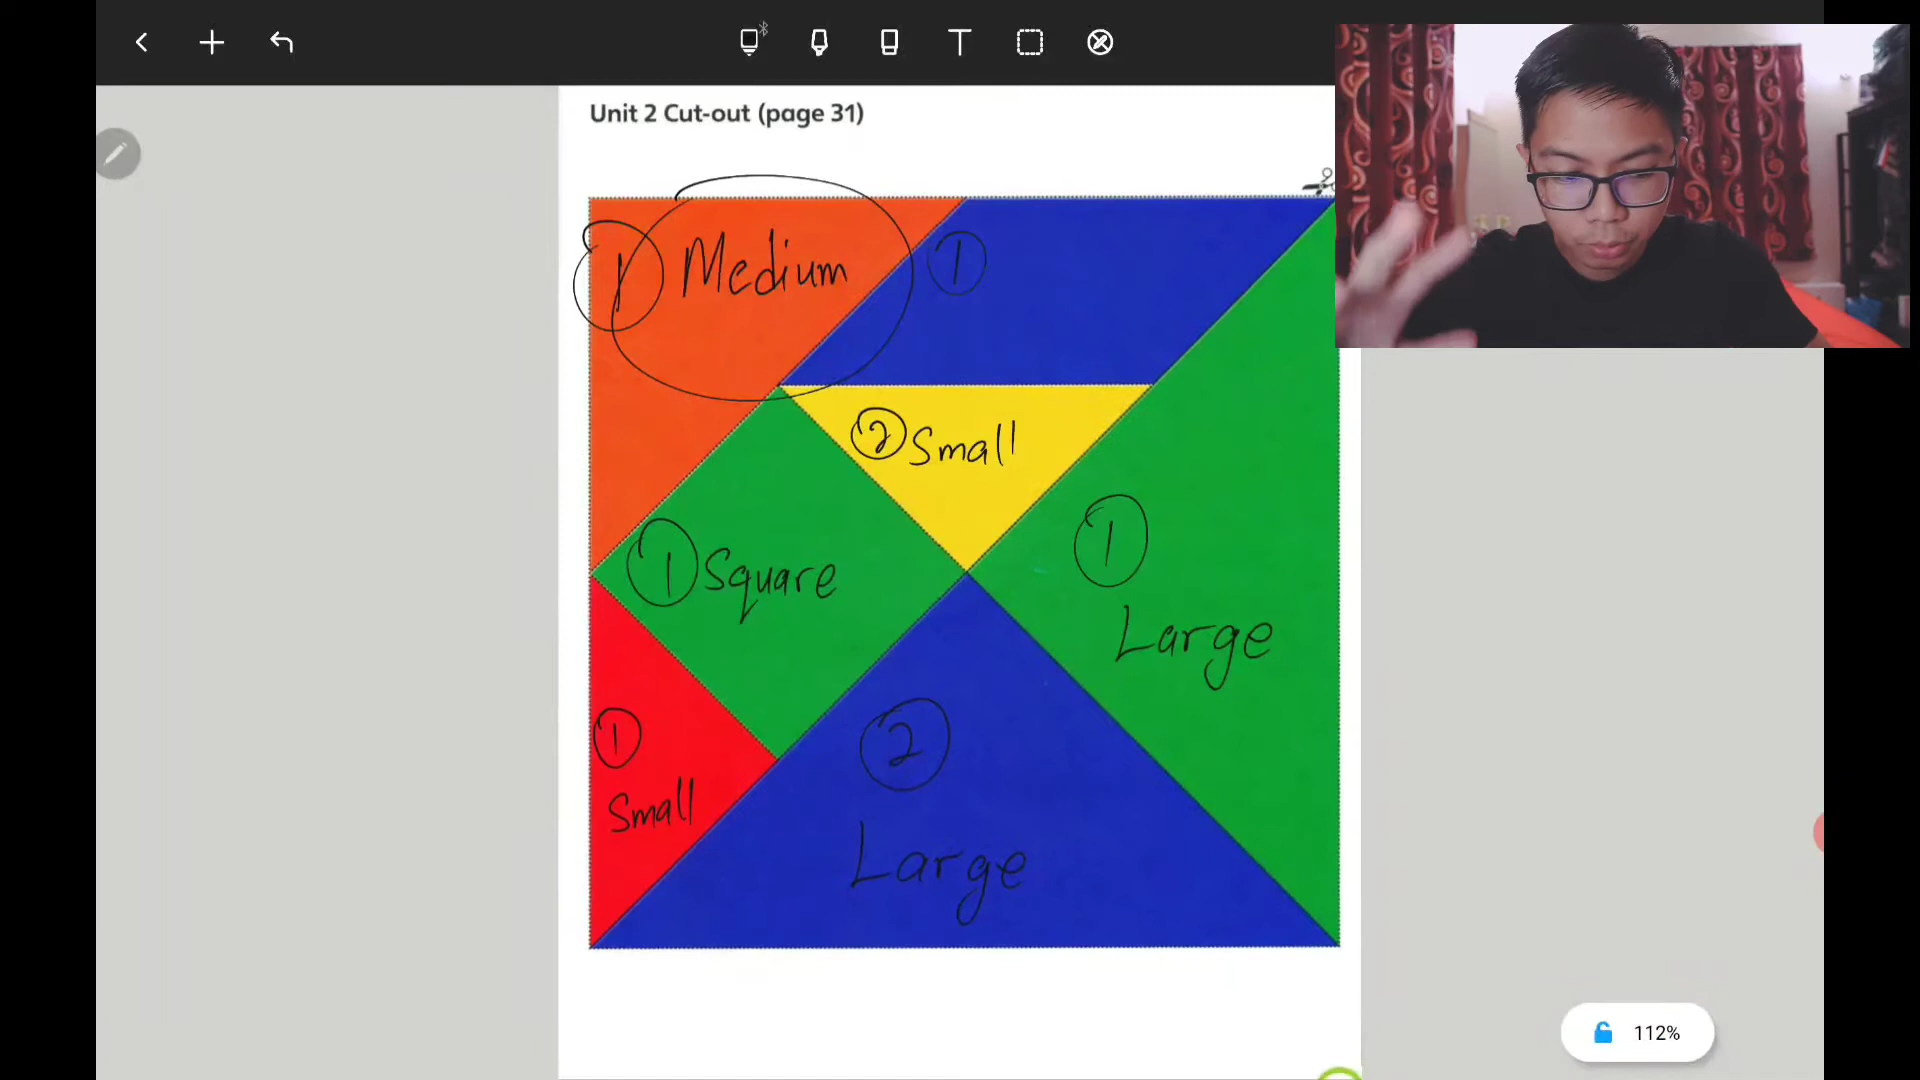 Unit 2 Cut-out (page 31)
1 Medium
1
2 Small
1 Square
1
Large
1
Small
2
Large
112%